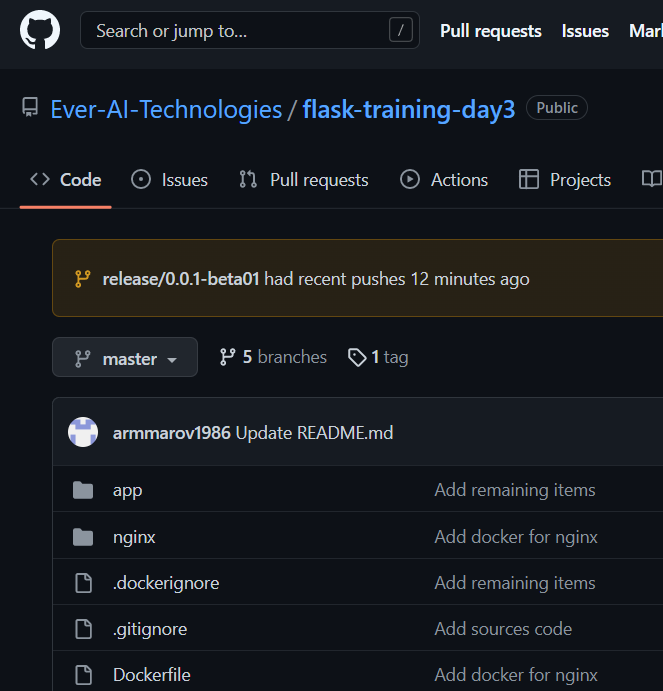 Search or jump to... / Pull requests Issues
Ever-AI-Technologies / flask-training-day3 Public
<> Code Issues Pull requests Actions Projects
release/0.0.1-beta01 had recent pushes 12 minutes ago
master 5 branches 1 tag
armmarov1986 Update README.md
app Add remaining items
nginx Add docker for nginx
.dockerignore Add remaining items
.gitignore Add sources code
Dockerfile Add docker for nginx